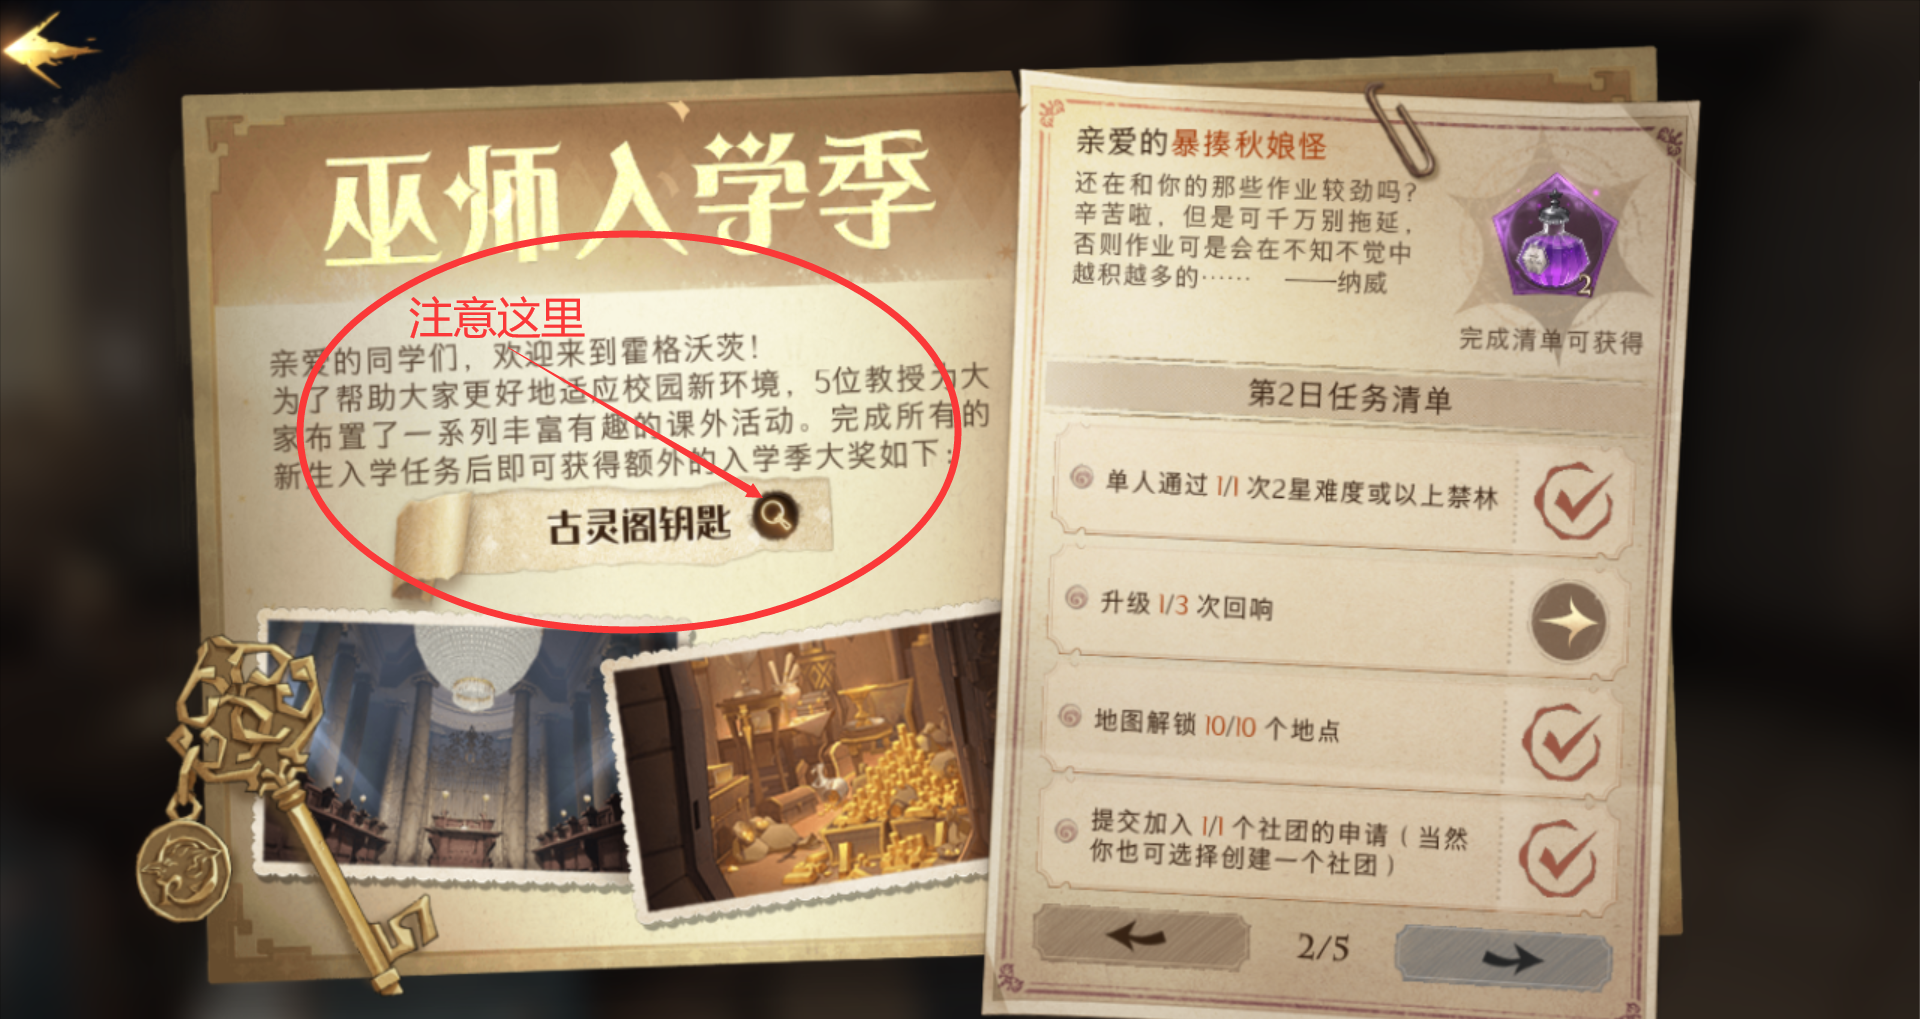 巫师入学季
注意这里
亲爱的同学们，欢迎来到霍格沃茨！
为了帮助大家更好地适应校园新环境，5位教授为大
家布置了一系列丰富有趣的课外活动。完成所有的
新生入学任务后即可获得额外的入学季大奖如下：
古灵阁钥匙
亲爱的暴揍秋娘怪
还在和你的那些作业较劲吗？
辛苦啦，但是可千万别拖延，
否则作业可是会在不知不觉中
越积越多的…… ——纳威
2
完成清单可获得
第2日任务清单
单人通过 1/1 次2星难度或以上禁林
升级 1/3 次回响
地图解锁 10/10 个地点
提交加入 1/1 个社团的申请（当然
你也可选择创建一个社团）
2/5